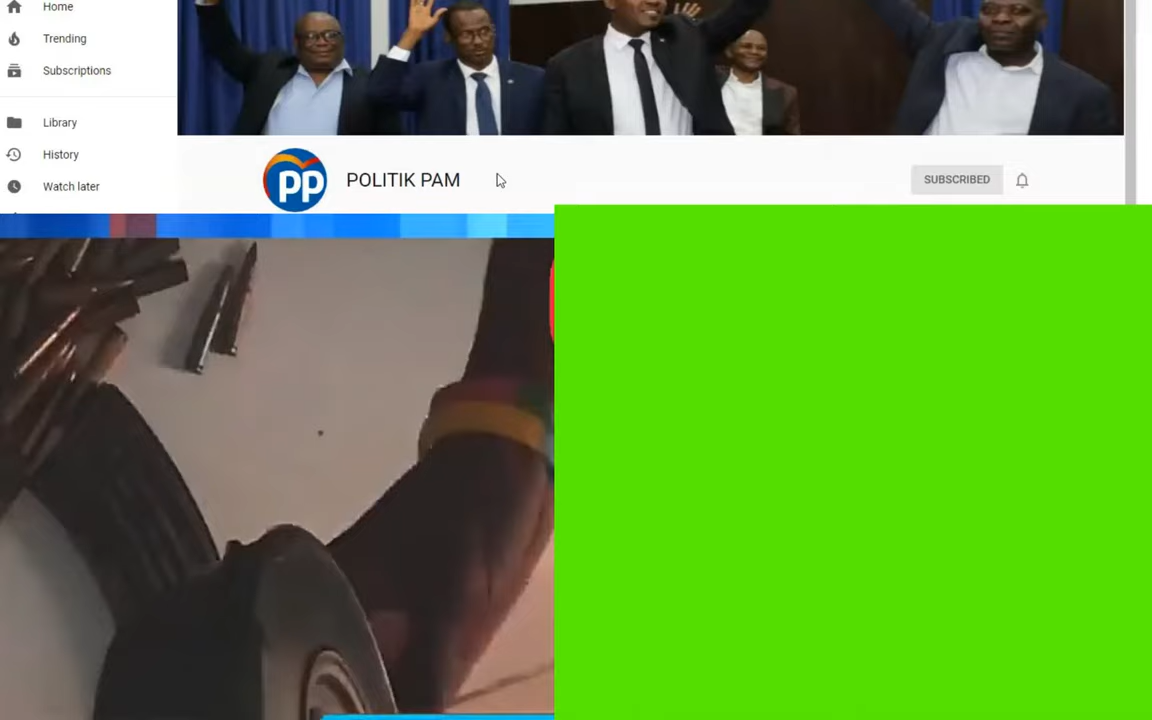 Home
Trending
Subscriptions
Library
History
Watch later
pp
POLITIK PAM
SUBSCRIBED